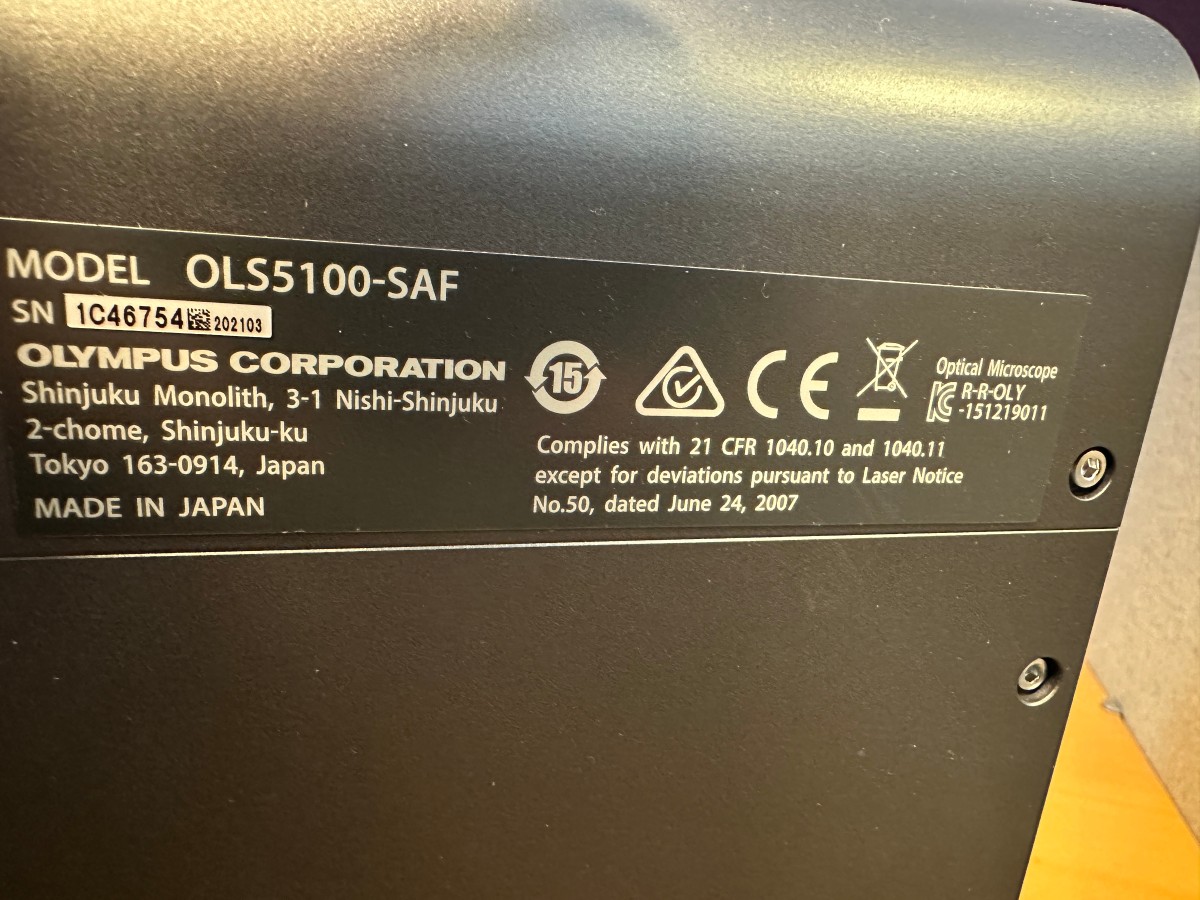 MODEL OLS5100-SAF
SN 1C46754 202103
OLYMPUS CORPORATION
Shinjuku Monolith, 3-1 Nishi-Shinjuku
2-chome, Shinjuku-ku
Tokyo 163-0914, Japan
MADE IN JAPAN
15
CE
Optical Microscope
R-R-OLY
-151219011
Complies with 21 CFR 1040.10 and 1040.11
except for deviations pursuant to Laser Notice
No.50, dated June 24, 2007